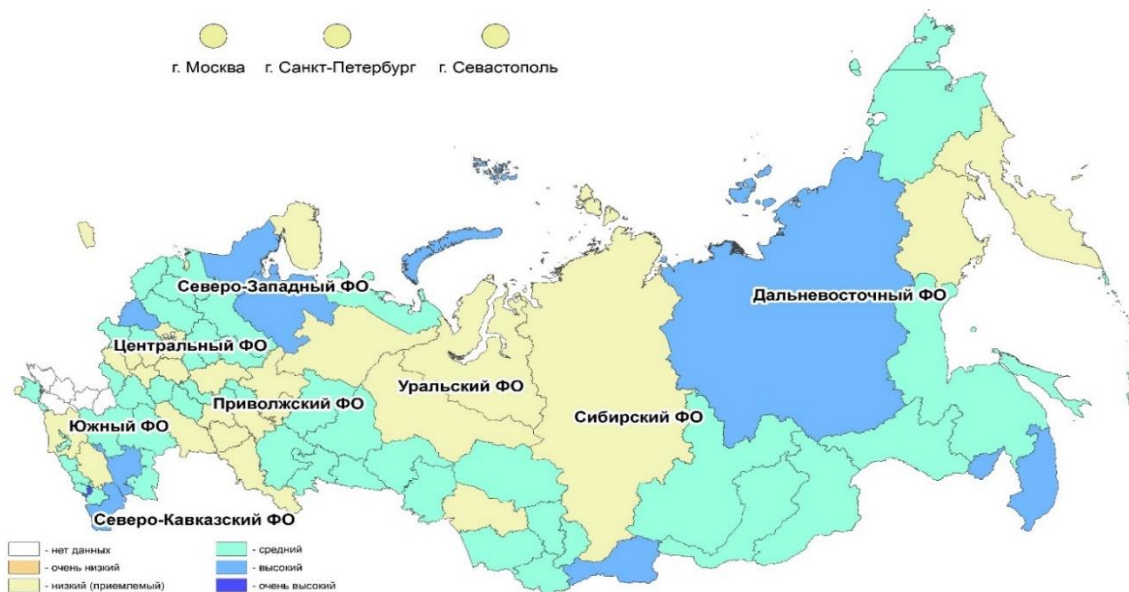 г. Москва г. Санкт-Петербург г. Севастополь
Северо-Западный ФО
Дальневосточный ФО
Центральный ФО
Уральский ФО
Приволжский ФО
Сибирский ФО
Южный ФО
Северо-Кавказский ФО
- нет данных
- очень низкий
- низкий (приемлемый)
- средний
- высокий
- очень высокий